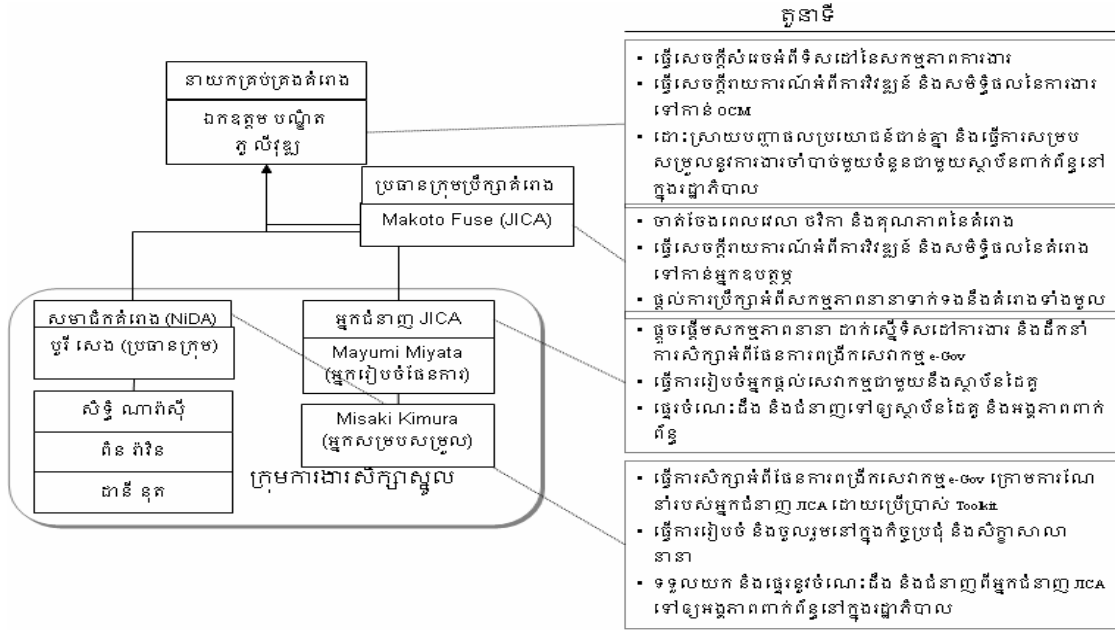 តួនាទី
នាយកគ្រប់គ្រងគំរោង
ឯកឧត្តម បណ្ឌិត
ភូ លីវុឌ្ឍ
ប្រធានក្រុមប្រឹក្សាគំរោង
Makoto Fuse (JICA)
សមាជិកគំរោង (NiDA)
បូរី សេង (ប្រធានក្រុម)
សិទ្ធិ ណារ៉ាស៊ី
ពិន រ៉ាវិន
ដានី នុត
អ្នកជំនាញ JICA
Mayumi Miyata
(អ្នករៀបចំផែនការ)
Misaki Kimura
(អ្នកសម្របសម្រួល)
ក្រុមការងារសិក្សាស្នូល
▪ ធ្វើសេចក្តីសំរេចអំពីទិសដៅនៃសកម្មភាពការងារ
▪ ធ្វើសេចក្តីរាយការណ៍អំពីការវិវឌ្ឍន៍ និងសមិទ្ធិផលនៃការងារ
ទៅកាន់ OCM
▪ ដោះស្រាយបញ្ហាផលប្រយោជន៍ជាន់គ្នា និងធ្វើការសម្រប
សម្រួលនូវការងារចាំបាច់មួយចំនួនជាមួយស្ថាប័នពាក់ព័ន្ធនៅ
ក្នុងរដ្ឋាភិបាល
▪ ចាត់ចែងពេលវេលា ថវិកា និងគុណភាពនៃគំរោង
▪ ធ្វើសេចក្តីរាយការណ៍អំពីការវិវឌ្ឍន៍ និងសមិទ្ធិផលនៃគំរោង
ទៅកាន់អ្នកឧបត្ថម្ភ
▪ ផ្តល់ការប្រឹក្សាអំពីសកម្មភាពនានាទាក់ទងនឹងគំរោងទាំងមូល
▪ ផ្តួចផ្តើមសកម្មភាពនានា ដាក់ស្នើទិសដៅការងារ និងដឹកនាំ
ការសិក្សាអំពីផែនការពង្រីកសេវាកម្ម e-Gov
▪ ធ្វើការរៀបចំអ្នកផ្តល់សេវាកម្មជាមួយនឹងស្ថាប័នដៃគូ
▪ ផ្ទេរចំណេះដឹង និងជំនាញទៅឲ្យស្ថាប័នដៃគូ និងអង្គភាពពាក់
ព័ន្ធ
▪ ធ្វើការសិក្សាអំពីផែនការពង្រីកសេវាកម្ម e-Gov ក្រោមការណែ
នាំរបស់អ្នកជំនាញ JICA ដោយប្រើប្រាស់ Toolkit
▪ ធ្វើការរៀបចំ និងចូលរួមនៅក្នុងកិច្ចប្រជុំ និងសិក្ខាសាលា
នានា
▪ ទទួលយក និងផ្ទេរនូវចំណេះដឹង និងជំនាញពីអ្នកជំនាញ JICA
ទៅឲ្យអង្គភាពពាក់ព័ន្ធនៅក្នុងរដ្ឋាភិបាល